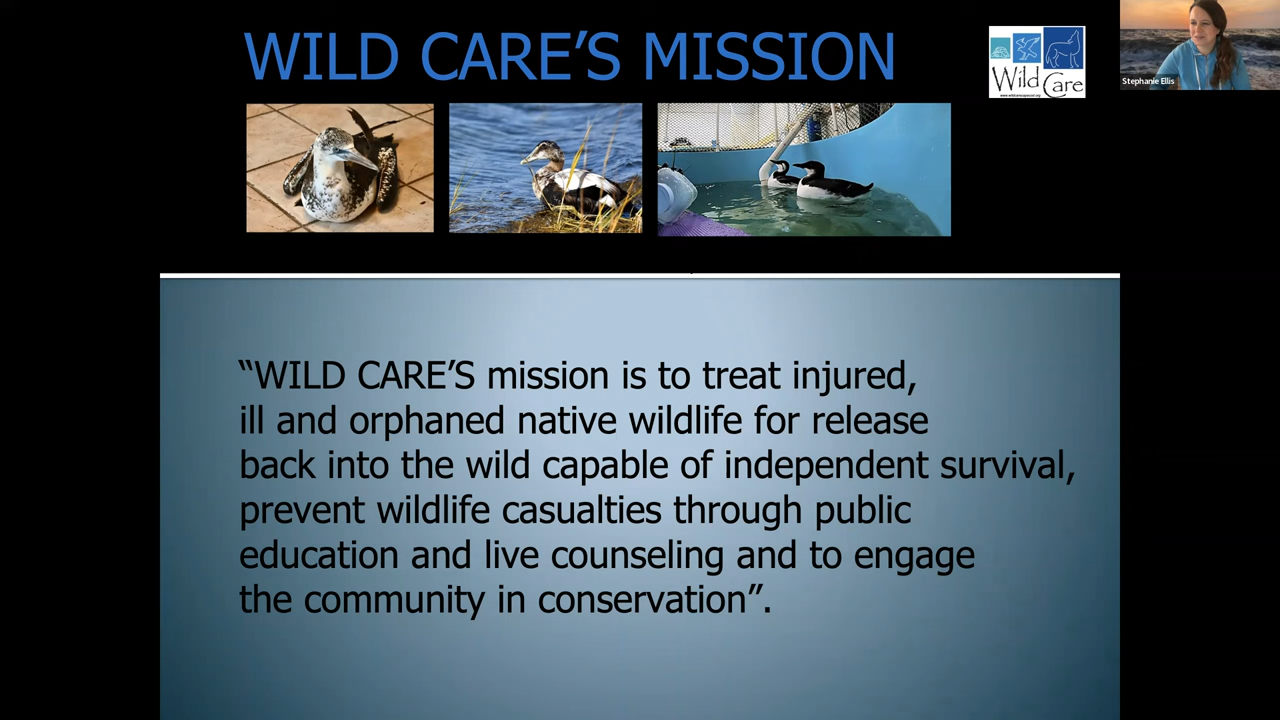 WILD CARE'S MISSION
Wild Care
Stephanie Ellis
“WILD CARE’S mission is to treat injured,
ill and orphaned native wildlife for release
back into the wild capable of independent survival,
prevent wildlife casualties through public
education and live counseling and to engage
the community in conservation”.